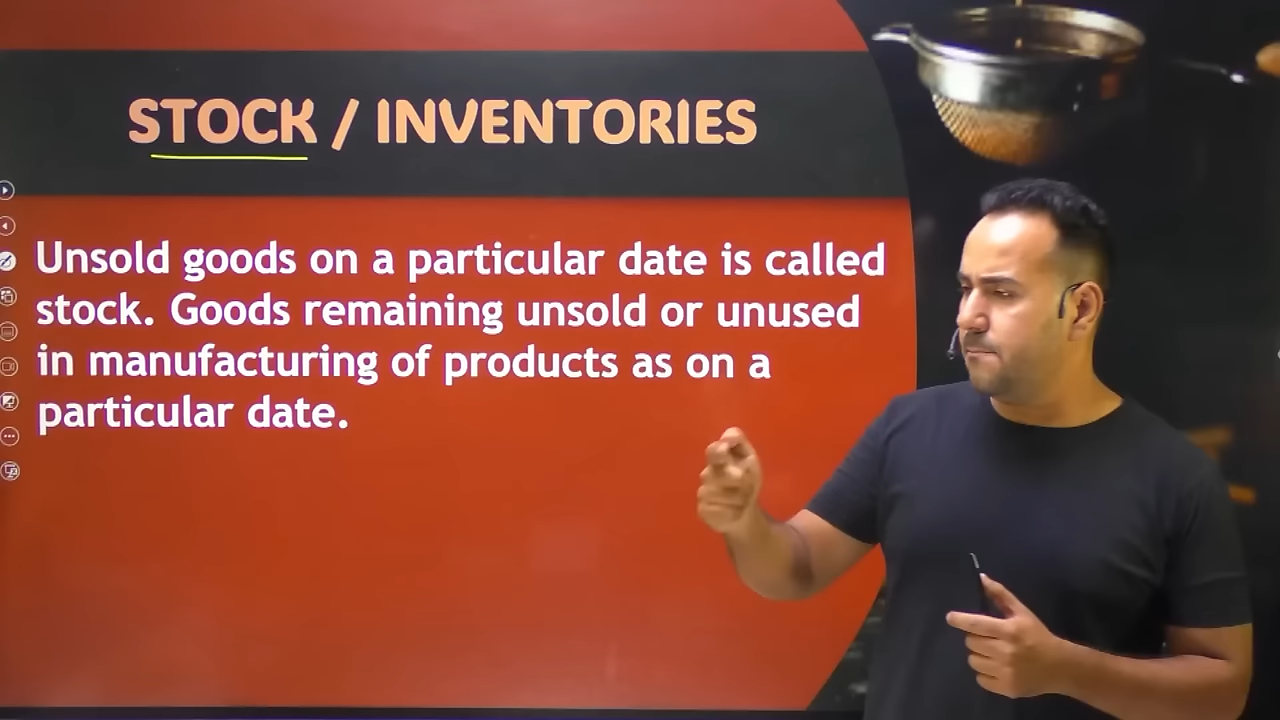 STOCK / INVENTORIES
Unsold goods on a particular date is called
stock. Goods remaining unsold or unused
in manufacturing of products as on a
particular date.